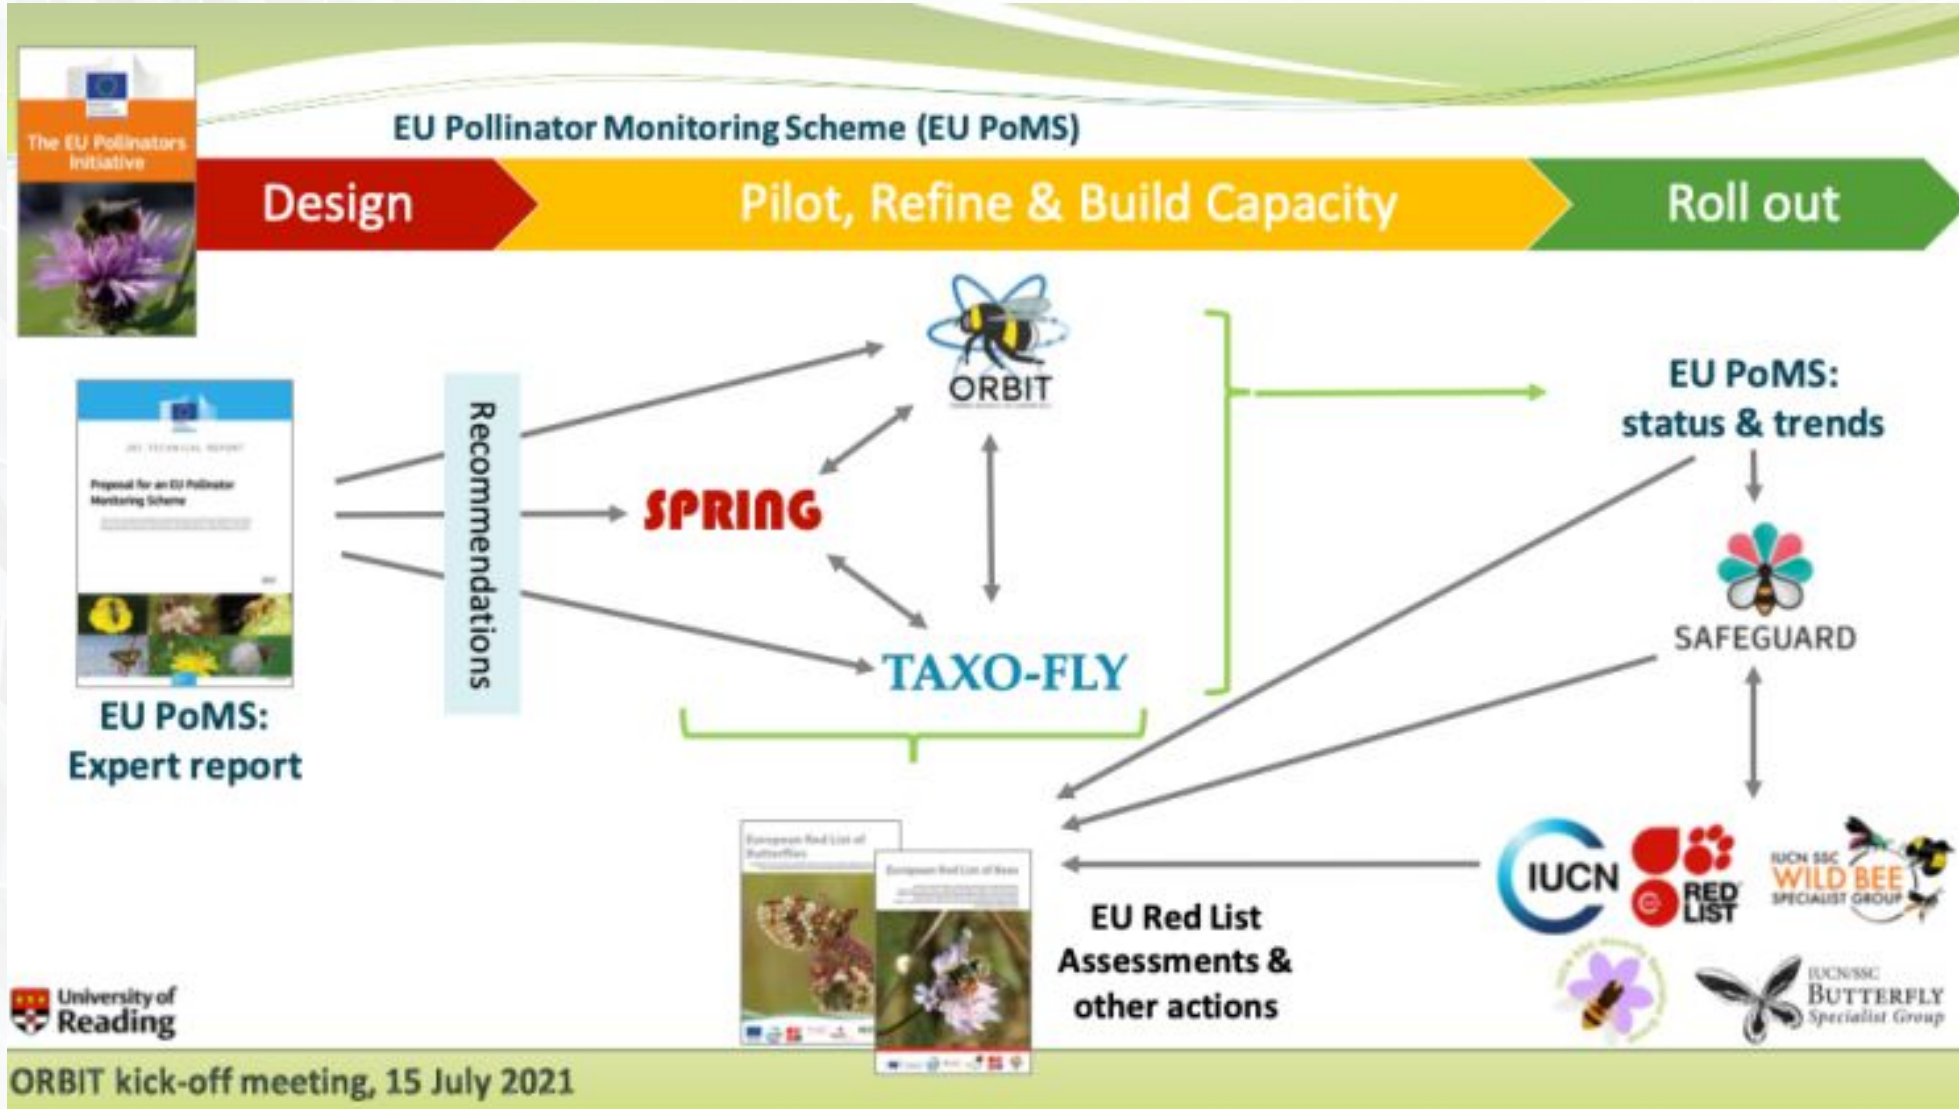 The EU Pollinators
Initiative
EU Pollinator Monitoring Scheme (EU PoMS)
Design
Pilot, Refine & Build Capacity
Roll out
ORBIT
JRC TECHNICAL REPORT
Proposal for an EU Pollinator
Monitoring Scheme
Recommendations
SPRING
TAXO-FLY
EU PoMS:
Expert report
EU PoMS:
status & trends
SAFEGUARD
European Red List of
Butterflies
European Red List of Bees
EU Red List
Assessments &
other actions
IUCN
RED
LIST
IUCN SSC
WILD BEE
SPECIALIST GROUP
IUCN/SSC
BUTTERFLY
Specialist Group
University of
Reading
ORBIT kick-off meeting, 15 July 2021